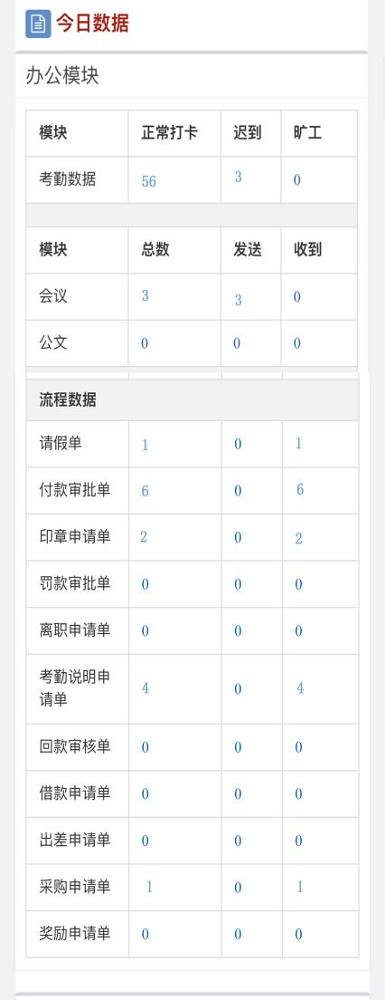 今日数据
办公模块
模块 正常打卡 迟到 旷工
考勤数据 56 3 0
模块 总数 发送 收到
会议 3 3 0
公文 0 0 0
流程数据
请假单 1 0 1
付款审批单 6 0 6
印章申请单 2 0 2
罚款审批单 0 0 0
离职申请单 0 0 0
考勤说明申
请单 4 0 4
回款审核单 0 0 0
借款申请单 0 0 0
出差申请单 0 0 0
采购申请单 1 0 1
奖励申请单 0 0 0